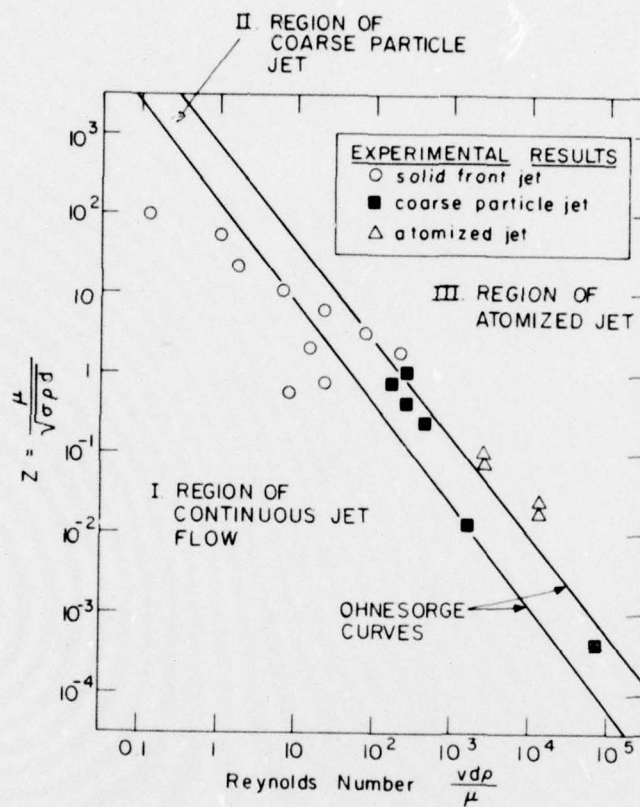 II. REGION OF
COARSE PARTICLE
JET
EXPERIMENTAL RESULTS
○ solid front jet
■ coarse particle jet
△ atomized jet
III. REGION OF
ATOMIZED JET
I. REGION OF
CONTINUOUS JET
FLOW
OHNESORGE
CURVES
10³
10²
10
1
10⁻¹
10⁻²
10⁻³
10⁻⁴
Z = μ / √σρd
0.1 1 10 10² 10³ 10⁴ 10⁵
Reynolds Number vdρ / μ